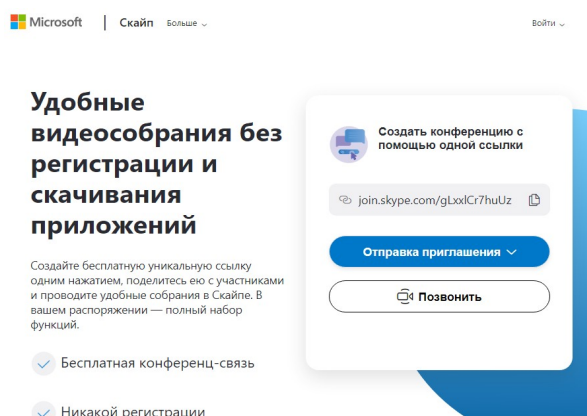 Microsoft | Скайп Больше Войти
Удобные
видеособрания без
регистрации и
скачивания
приложений
Создайте бесплатную уникальную ссылку
одним нажатием, поделитесь ею с участниками
и проводите удобные собрания в Скайпе. В
вашем распоряжении — полный набор
функций.
Бесплатная конференц-связь
Никакой регистрации
Создать конференцию с
помощью одной ссылки
join.skype.com/gLxxlCr7huUz
Отправка приглашения
Позвонить